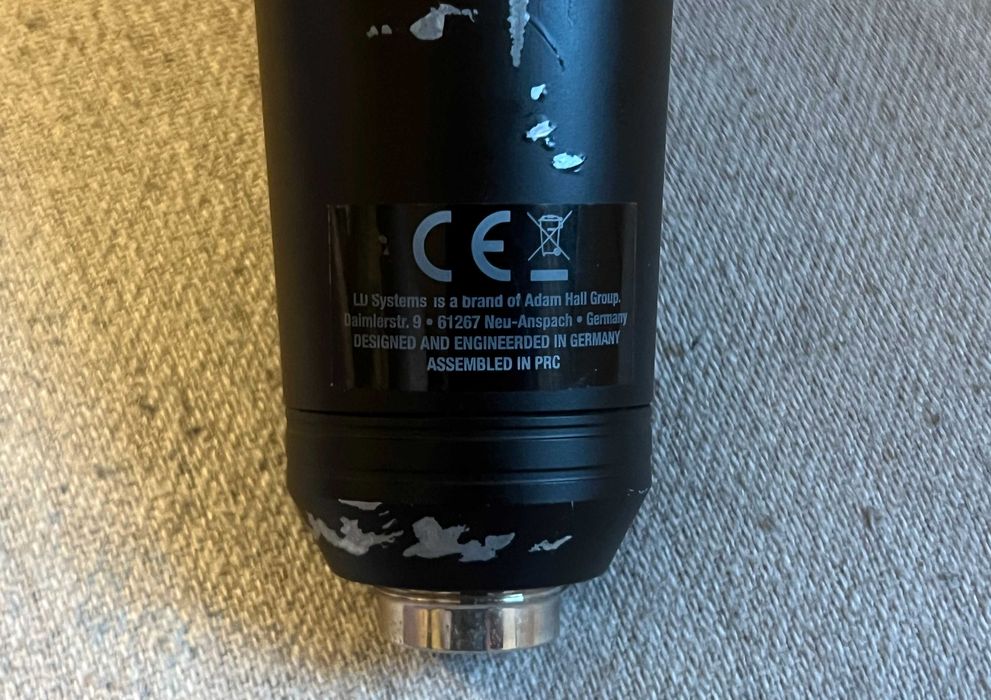 CE
LD Systems is a brand of Adam Hall Group.
Daimlerstr. 9 • 61267 Neu-Anspach • Germany
DESIGNED AND ENGINEERDED IN GERMANY
ASSEMBLED IN PRC